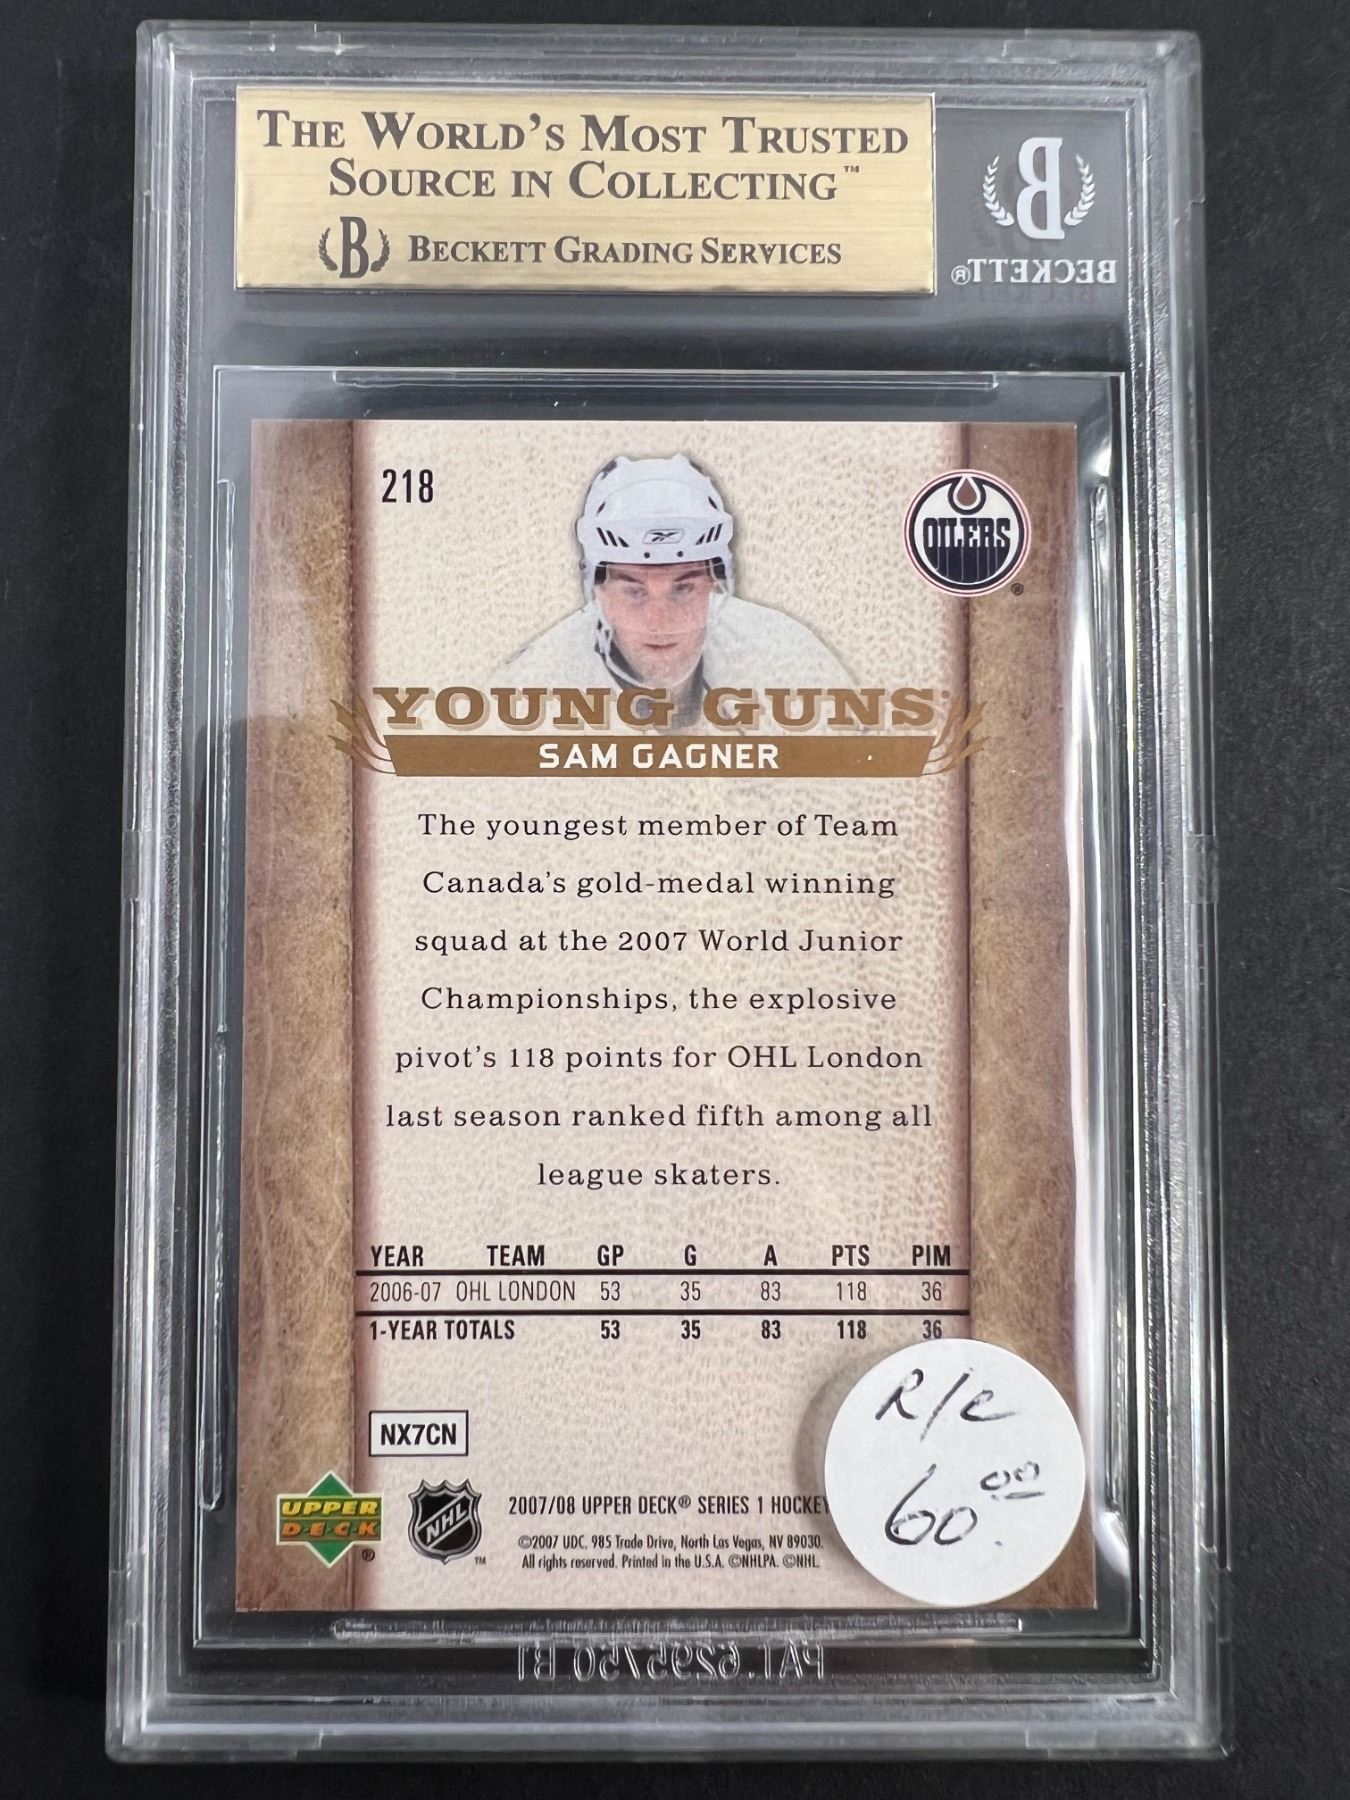 THE WORLD'S MOST TRUSTED
SOURCE IN COLLECTING™
B BECKETT GRADING SERVICES
B
BECKETT®
218
OILERS
®
YOUNG GUNS
SAM GAGNER
The youngest member of Team
Canada's gold-medal winning
squad at the 2007 World Junior
Championships, the explosive
pivot's 118 points for OHL London
last season ranked fifth among all
league skaters.
YEAR TEAM GP G A PTS PIM
2006-07 OHL LONDON 53 35 83 118 36
1-YEAR TOTALS 53 35 83 118 36
NX7CN
UPPER
DECK
®
NHL
™
2007/08 UPPER DECK® SERIES 1 HOCKEY
©2007 UDC. 985 Trade Drive, North Las Vegas, NV 89030.
All rights reserved. Printed in the U.S.A. ©NHLPA. ©NHL.
R/C
60.00
PAT.6295750 B1